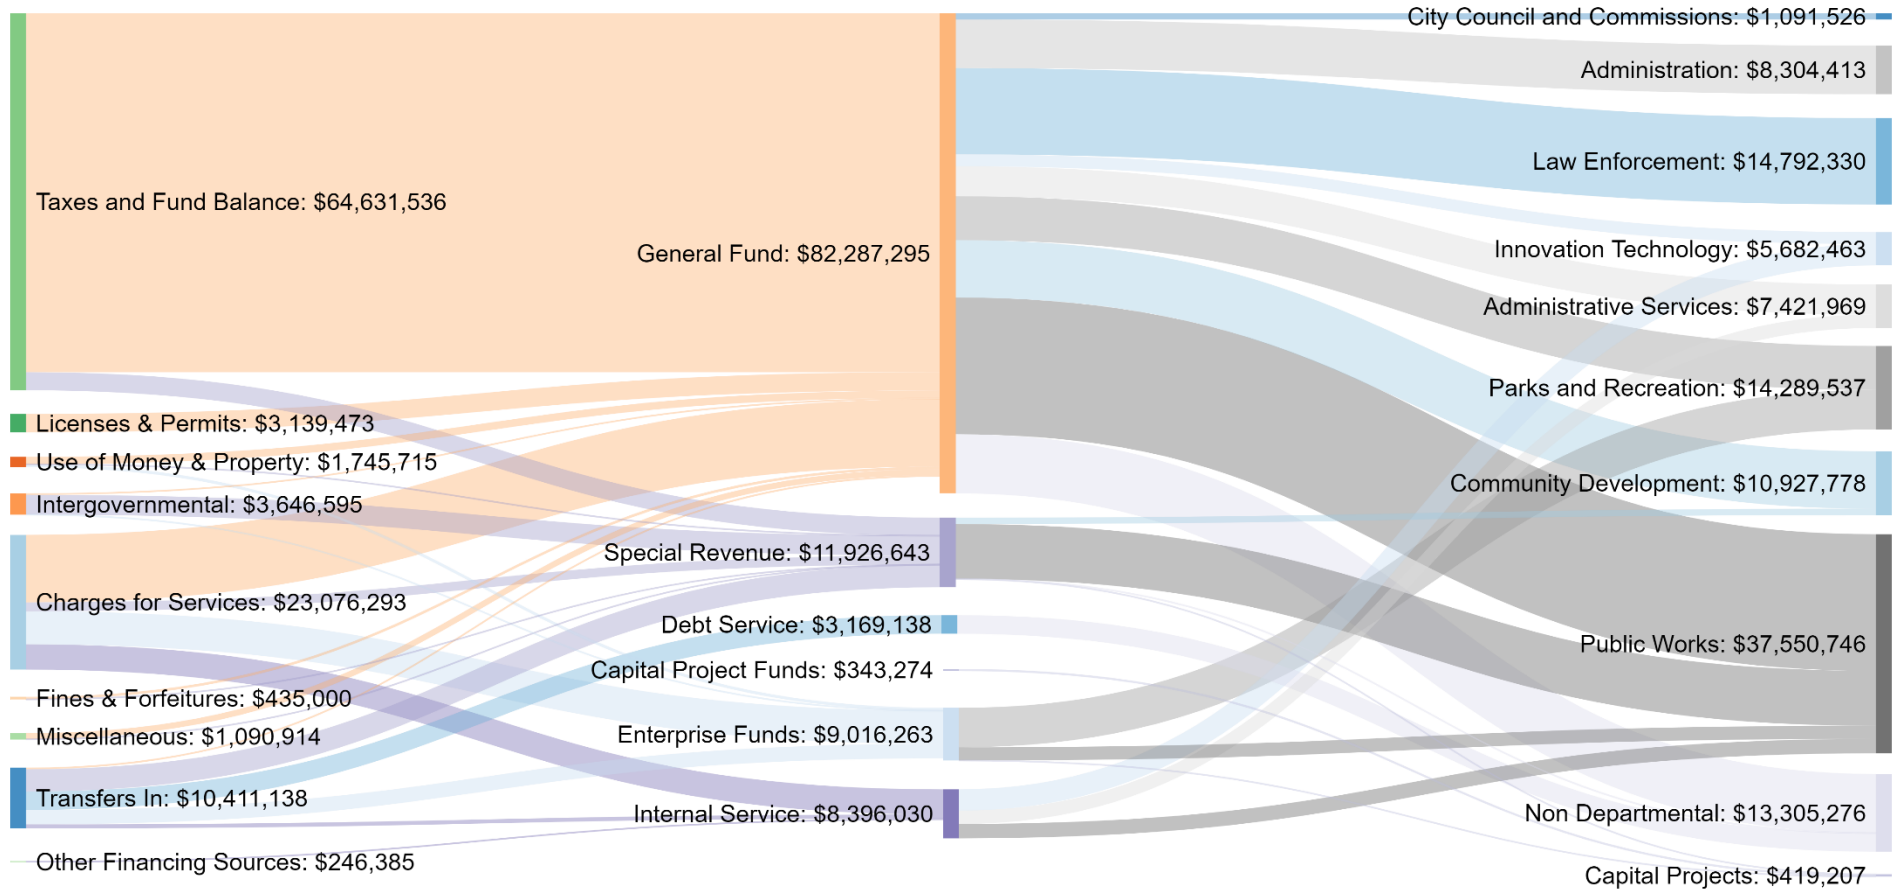 Taxes and Fund Balance: $64,631,536
Licenses & Permits: $3,139,473
Use of Money & Property: $1,745,715
Intergovernmental: $3,646,595
Charges for Services: $23,076,293
Fines & Forfeitures: $435,000
Miscellaneous: $1,090,914
Transfers In: $10,411,138
Other Financing Sources: $246,385
General Fund: $82,287,295
Special Revenue: $11,926,643
Debt Service: $3,169,138
Capital Project Funds: $343,274
Enterprise Funds: $9,016,263
Internal Service: $8,396,030
City Council and Commissions: $1,091,526
Administration: $8,304,413
Law Enforcement: $14,792,330
Innovation Technology: $5,682,463
Administrative Services: $7,421,969
Parks and Recreation: $14,289,537
Community Development: $10,927,778
Public Works: $37,550,746
Non Departmental: $13,305,276
Capital Projects: $419,207